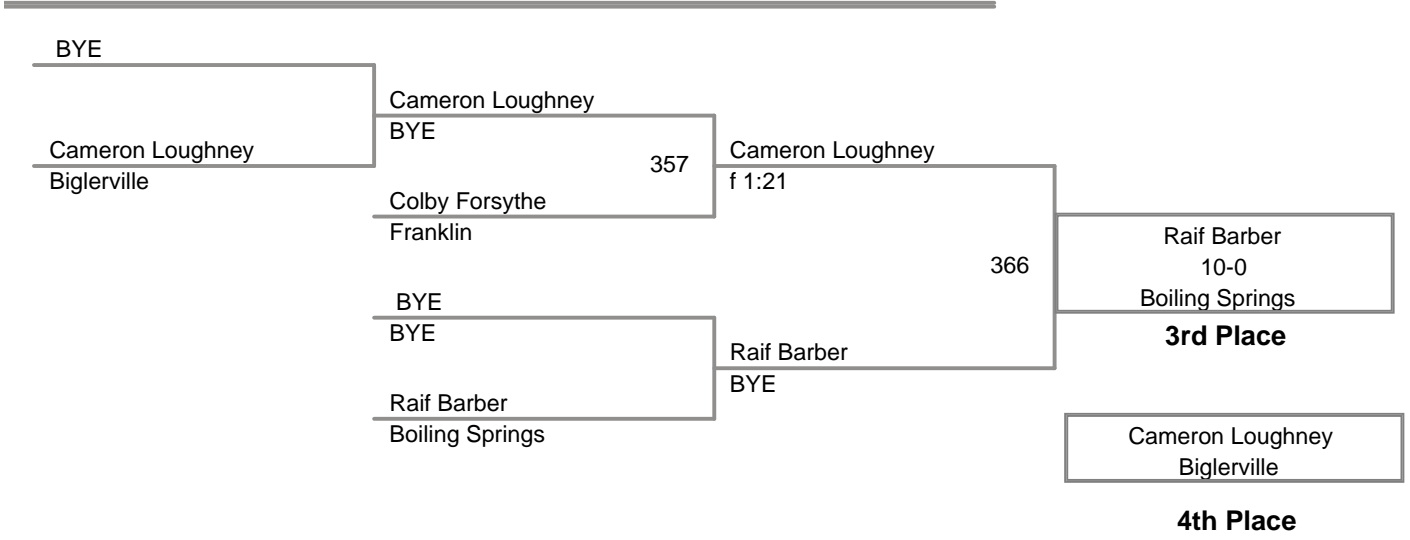 BYE
Cameron Loughney
Biglerville
Cameron Loughney
BYE
357
Colby Forsythe
Franklin
BYE
BYE
Raif Barber
Boiling Springs
Cameron Loughney
f 1:21
366
Raif Barber
BYE
Raif Barber
10-0
Boiling Springs
3rd Place
Cameron Loughney
Biglerville
4th Place